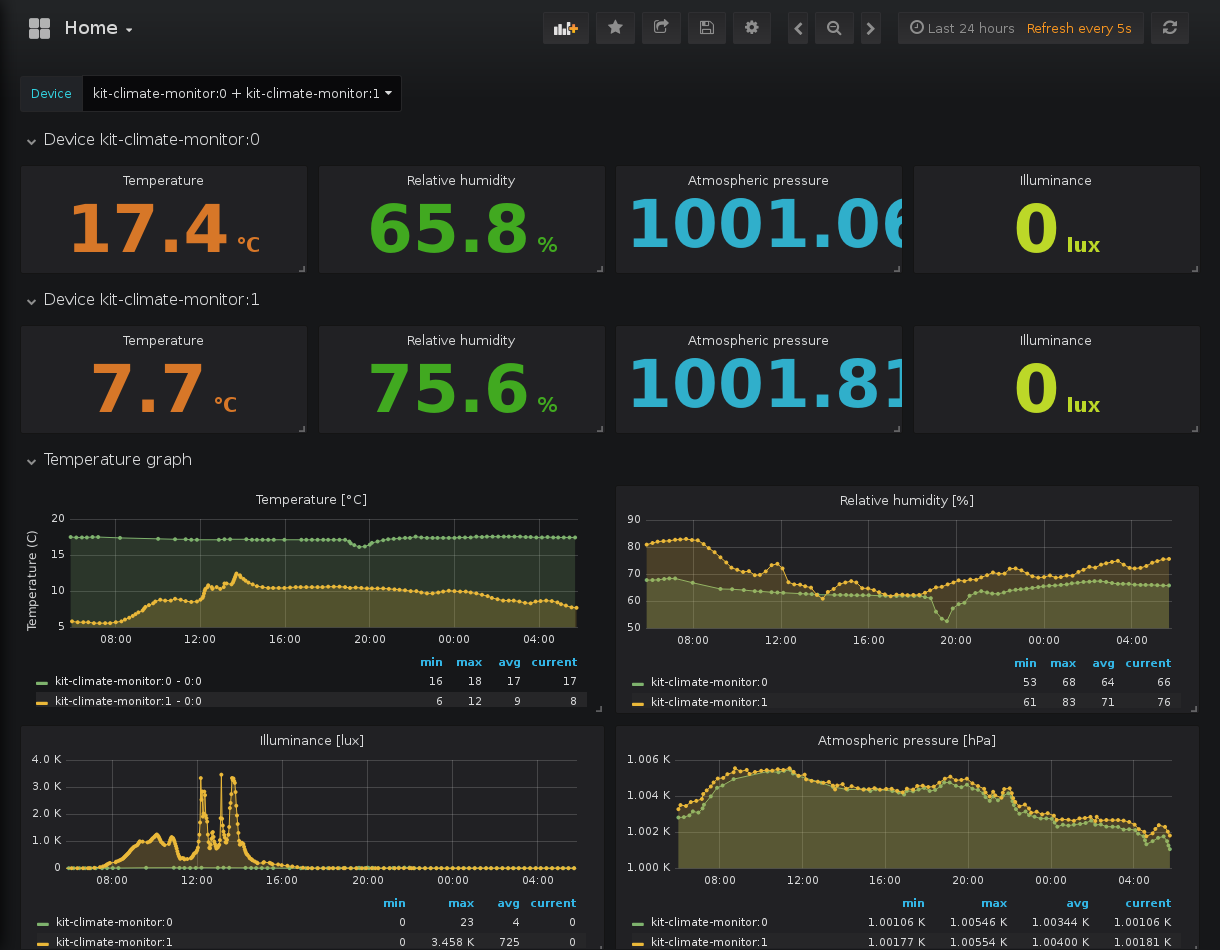 Home
Last 24 hours Refresh every 5s
Device kit-climate-monitor:0 + kit-climate-monitor:1
Device kit-climate-monitor:0
Temperature Relative humidity Atmospheric pressure Illuminance
17.4 °C 65.8 % 1001.06 0 lux
Device kit-climate-monitor:1
Temperature Relative humidity Atmospheric pressure Illuminance
7.7 °C 75.6 % 1001.81 0 lux
Temperature graph
Temperature [°C]
Temperature (C)
20
15
10
5
08:00 12:00 16:00 20:00 00:00 04:00
min max avg current
kit-climate-monitor:0 - 0:0 16 18 17 17
kit-climate-monitor:1 - 0:0 6 12 9 8
Relative humidity [%]
90
80
70
60
50
08:00 12:00 16:00 20:00 00:00 04:00
min max avg current
kit-climate-monitor:0 53 68 64 66
kit-climate-monitor:1 61 83 71 76
Illuminance [lux]
4.0 K
3.0 K
2.0 K
1.0 K
0
08:00 12:00 16:00 20:00 00:00 04:00
min max avg current
kit-climate-monitor:0 0 23 4 0
kit-climate-monitor:1 0 3.458 K 725 0
Atmospheric pressure [hPa]
1.006 K
1.004 K
1.002 K
1.000 K
08:00 12:00 16:00 20:00 00:00 04:00
min max avg current
kit-climate-monitor:0 1.00106 K 1.00546 K 1.00344 K 1.00106 K
kit-climate-monitor:1 1.00177 K 1.00554 K 1.00400 K 1.00181 K